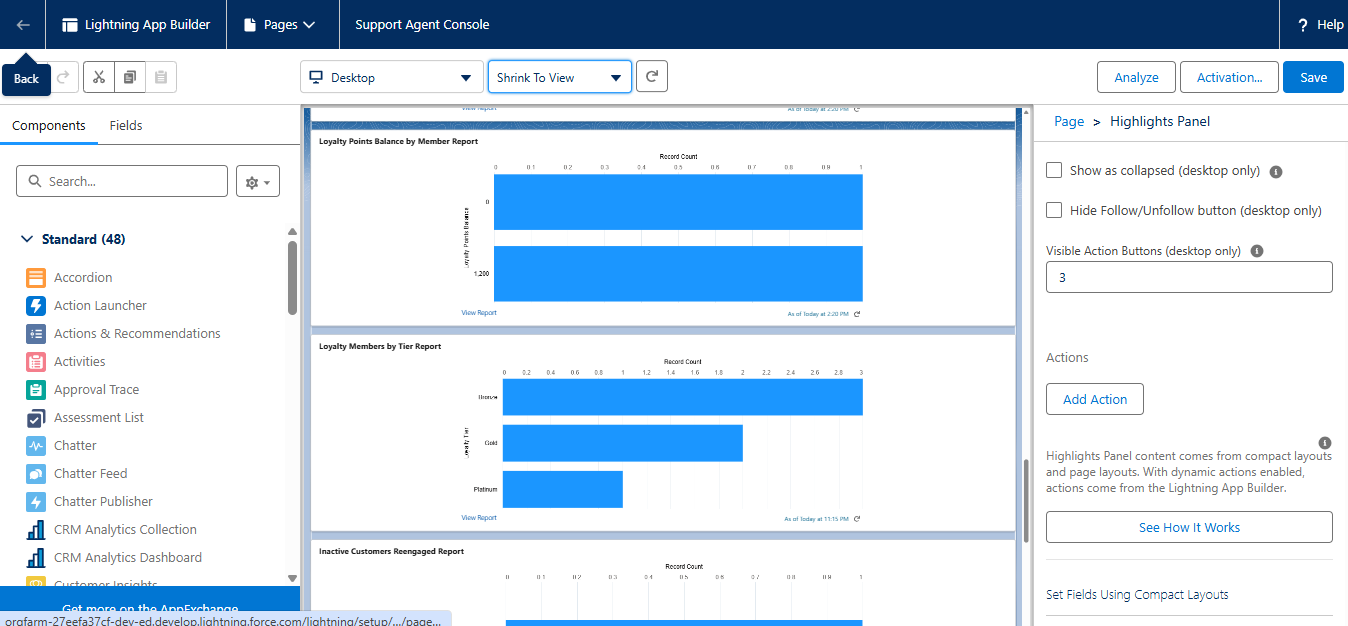 Lightning App Builder
Pages
Support Agent Console
? Help
Back
Desktop
Shrink To View
Analyze
Activation...
Save
Components
Fields
Search...
Standard (48)
Accordion
Action Launcher
Actions & Recommendations
Activities
Approval Trace
Assessment List
Chatter
Chatter Feed
Chatter Publisher
CRM Analytics Collection
CRM Analytics Dashboard
Customer Insights
Get more on the AppExchange
orgfarm-27eefa37cf-dev-ed.develop.lightning.force.com/lightning/setup/.../page...
View Report
As of Today at 2:20 PM
Loyalty Points Balance by Member Report
Record Count
0 0.1 0.2 0.3 0.4 0.5 0.6 0.7 0.8 0.9 1
Loyalty Points Balance
0
1,200
View Report
As of Today at 2:20 PM
Loyalty Members by Tier Report
Record Count
0 0.2 0.4 0.6 0.8 1 1.2 1.4 1.6 1.8 2 2.2 2.4 2.6 2.8 3
Loyalty Tier
Bronze
Gold
Platinum
View Report
As of Today at 11:15 PM
Inactive Customers Reengaged Report
Record Count
0 0.1 0.2 0.3 0.4 0.5 0.6 0.7 0.8 0.9 1
Page > Highlights Panel
Show as collapsed (desktop only)
Hide Follow/Unfollow button (desktop only)
Visible Action Buttons (desktop only)
3
Actions
Add Action
Highlights Panel content comes from compact layouts
and page layouts. With dynamic actions enabled,
actions come from the Lightning App Builder.
See How It Works
Set Fields Using Compact Layouts